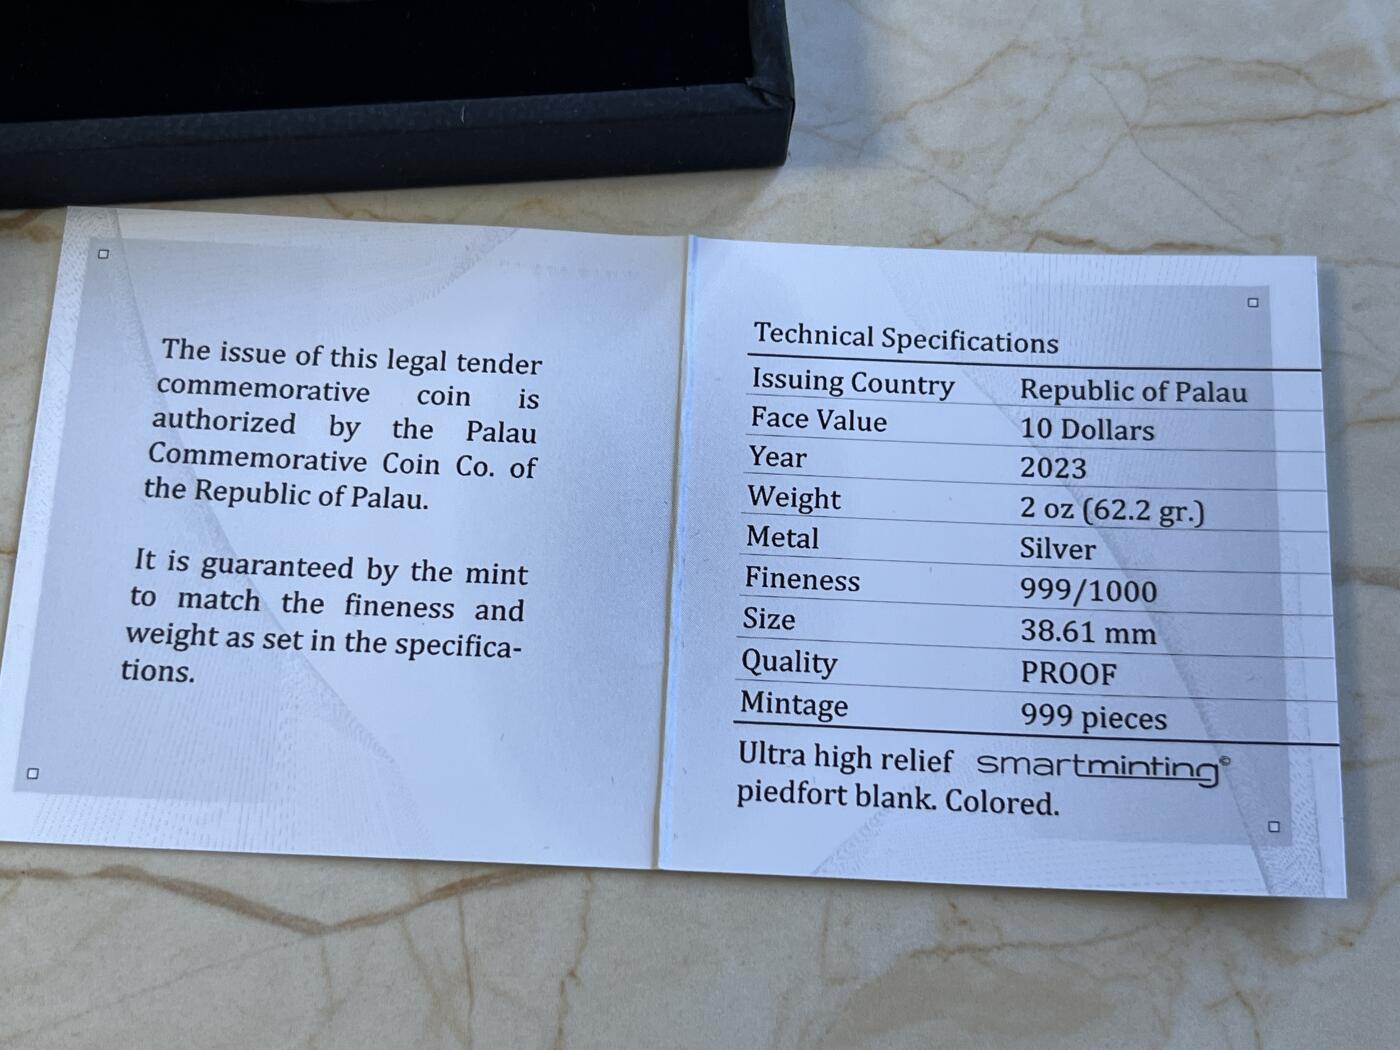 The issue of this legal tender
commemorative coin is
authorized by the Palau
Commemorative Coin Co. of
the Republic of Palau.
It is guaranteed by the mint
to match the fineness and
weight as set in the specifica-
tions.
Technical Specifications
Issuing Country Republic of Palau
Face Value 10 Dollars
Year 2023
Weight 2 oz (62.2 gr.)
Metal Silver
Fineness 999/1000
Size 38.61 mm
Quality PROOF
Mintage 999 pieces
Ultra high relief smartminting©
piedfort blank. Colored.